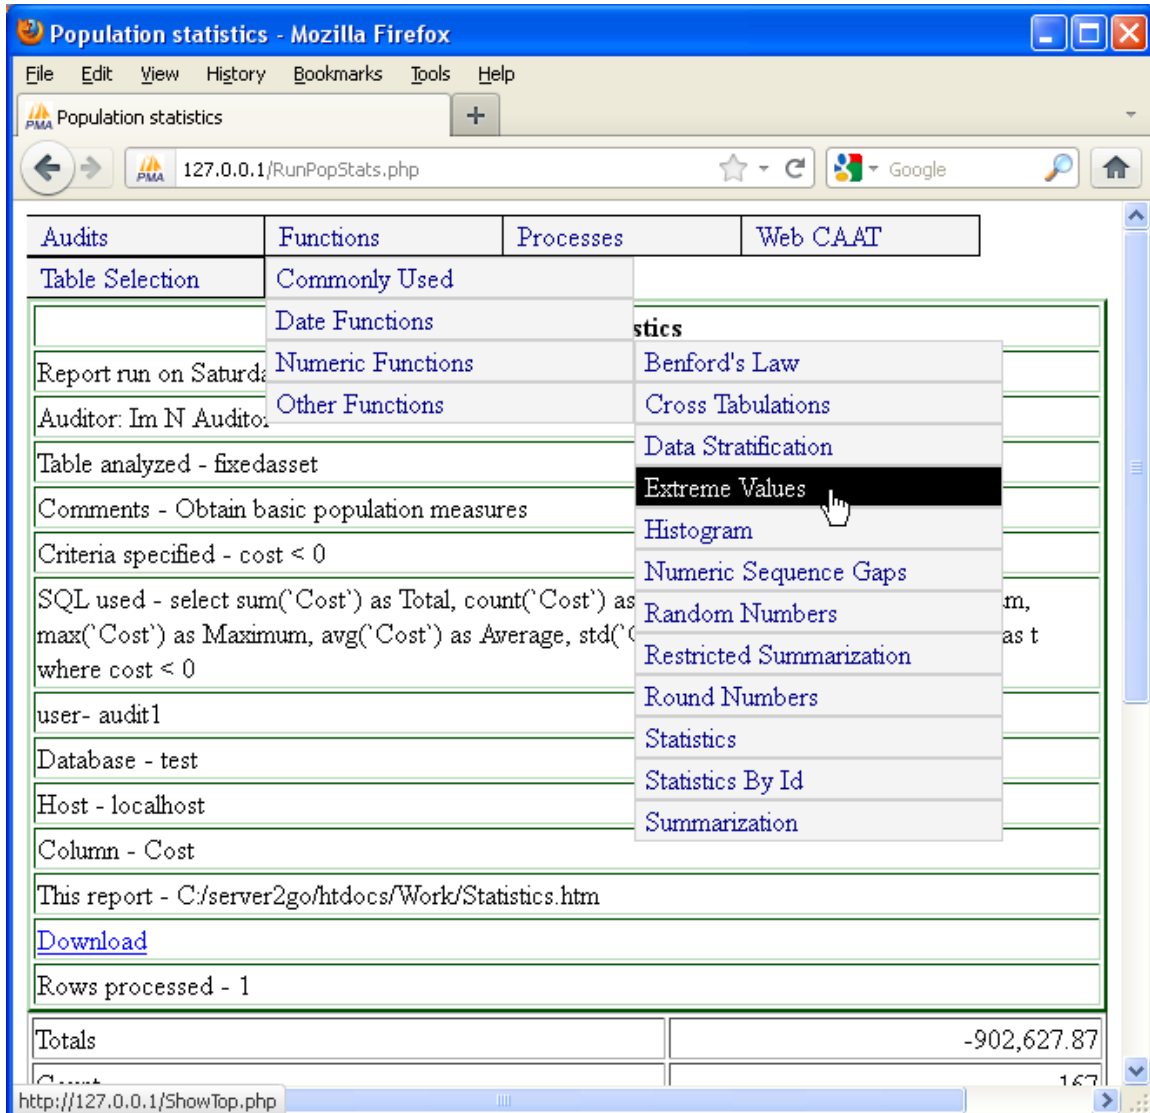 Population statistics - Mozilla Firefox
File Edit View History Bookmarks Tools Help
PMA Population statistics +
PMA 127.0.0.1/RunPopStats.php Google
Audits Functions Processes Web CAAT
Table Selection Commonly Used
Date Functions
Numeric Functions
Other Functions
Benford's Law
Cross Tabulations
Data Stratification
Extreme Values
Histogram
Numeric Sequence Gaps
Random Numbers
Restricted Summarization
Round Numbers
Statistics
Statistics By Id
Summarization
Report run on
Auditor: Im N Auditor
Table analyzed - fixedasset
Comments - Obtain basic population measures
Criteria specified - cost < 0
SQL used - select sum(`Cost`) as Total, count(`Cost`) as
max(`Cost`) as Maximum, avg(`Cost`) as Average, as t
where cost < 0
user- audit1
Database - test
Host - localhost
Column - Cost
This report - C:/server2go/htdocs/Work/Statistics.htm
Download
Rows processed - 1
Totals -902,627.87
Count 167
http://127.0.0.1/ShowTop.php